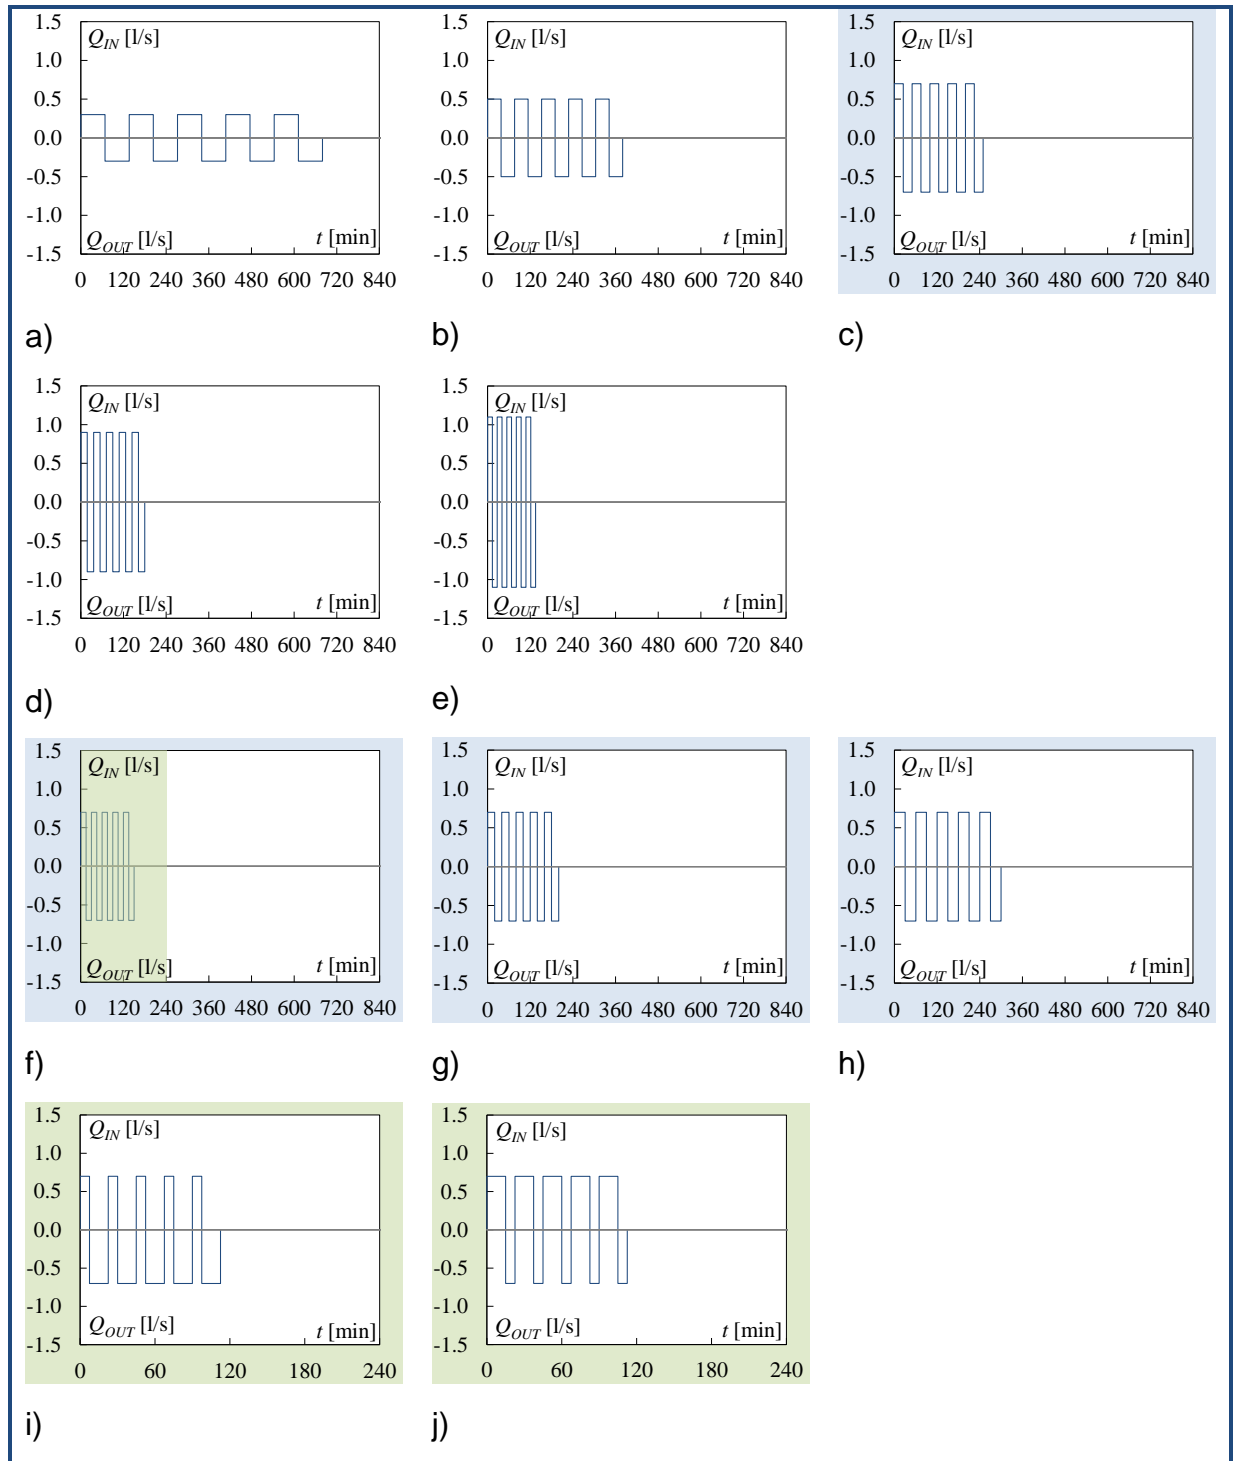 1.5 1.5 1.5
Q_IN [l/s] Q_IN [l/s] Q_IN [l/s]
1.0 1.0 1.0
0.5 0.5 0.5
0.0 0.0 0.0
-0.5 -0.5 -0.5
-1.0 -1.0 -1.0
Q_OUT [l/s] t [min] Q_OUT [l/s] t [min] Q_OUT [l/s] t [min]
-1.5 -1.5 -1.5
0 120 240 360 480 600 720 840 0 120 240 360 480 600 720 840 0 120 240 360 480 600 720 840
a) b) c)
1.5 1.5
Q_IN [l/s] Q_IN [l/s]
1.0 1.0
0.5 0.5
0.0 0.0
-0.5 -0.5
-1.0 -1.0
Q_OUT [l/s] t [min] Q_OUT [l/s] t [min]
-1.5 -1.5
0 120 240 360 480 600 720 840 0 120 240 360 480 600 720 840
d) e)
1.5 1.5 1.5
Q_IN [l/s] Q_IN [l/s] Q_IN [l/s]
1.0 1.0 1.0
0.5 0.5 0.5
0.0 0.0 0.0
-0.5 -0.5 -0.5
-1.0 -1.0 -1.0
Q_OUT [l/s] t [min] Q_OUT [l/s] t [min] Q_OUT [l/s] t [min]
-1.5 -1.5 -1.5
0 120 240 360 480 600 720 840 0 120 240 360 480 600 720 840 0 120 240 360 480 600 720 840
f) g) h)
1.5 1.5
Q_IN [l/s] Q_IN [l/s]
1.0 1.0
0.5 0.5
0.0 0.0
-0.5 -0.5
-1.0 -1.0
Q_OUT [l/s] t [min] Q_OUT [l/s] t [min]
-1.5 -1.5
0 60 120 180 240 0 60 120 180 240
i) j)